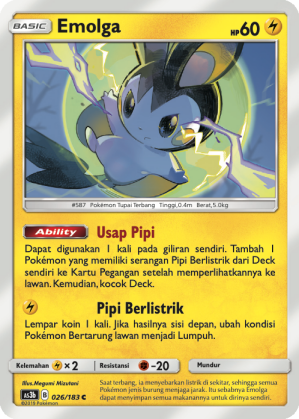 BASIC Emolga HP60
#587 Pokémon Tupai Terbang Tinggi,0.4m Berat,5.0kg
Ability Usap Pipi
Dapat digunakan 1 kali pada giliran sendiri. Tambah 1
Pokémon yang memiliki serangan Pipi Berlistrik dari Deck
sendiri ke Kartu Pegangan setelah memperlihatkannya ke
lawan. Kemudian, kocok Deck.
Pipi Berlistrik
Lempar koin 1 kali. Jika hasilnya sisi depan, ubah kondisi
Pokémon Bertarung lawan menjadi Lumpuh.
Kelemahan ×2 Resistansi -20 Mundur
Illus.Megumi Mizutani
AS3b B 026/183 C
©2019 Pokémon
Saat terbang, ia menyebarkan listrik di sekeliling, sehingga semua
Pokémon jenis burung menjaga jarak. Itu sebabnya Emolga dapat
menyimpan semua makanannya untuk dirinya sendiri.